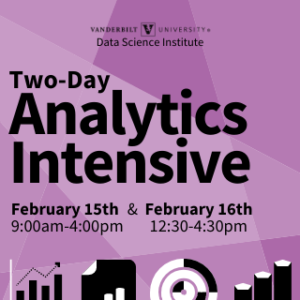 VANDERBILT V UNIVERSITY®
Data Science Institute
Two-Day
Analytics
Intensive
February 15th & February 16th
9:00am-4:00pm 12:30-4:30pm